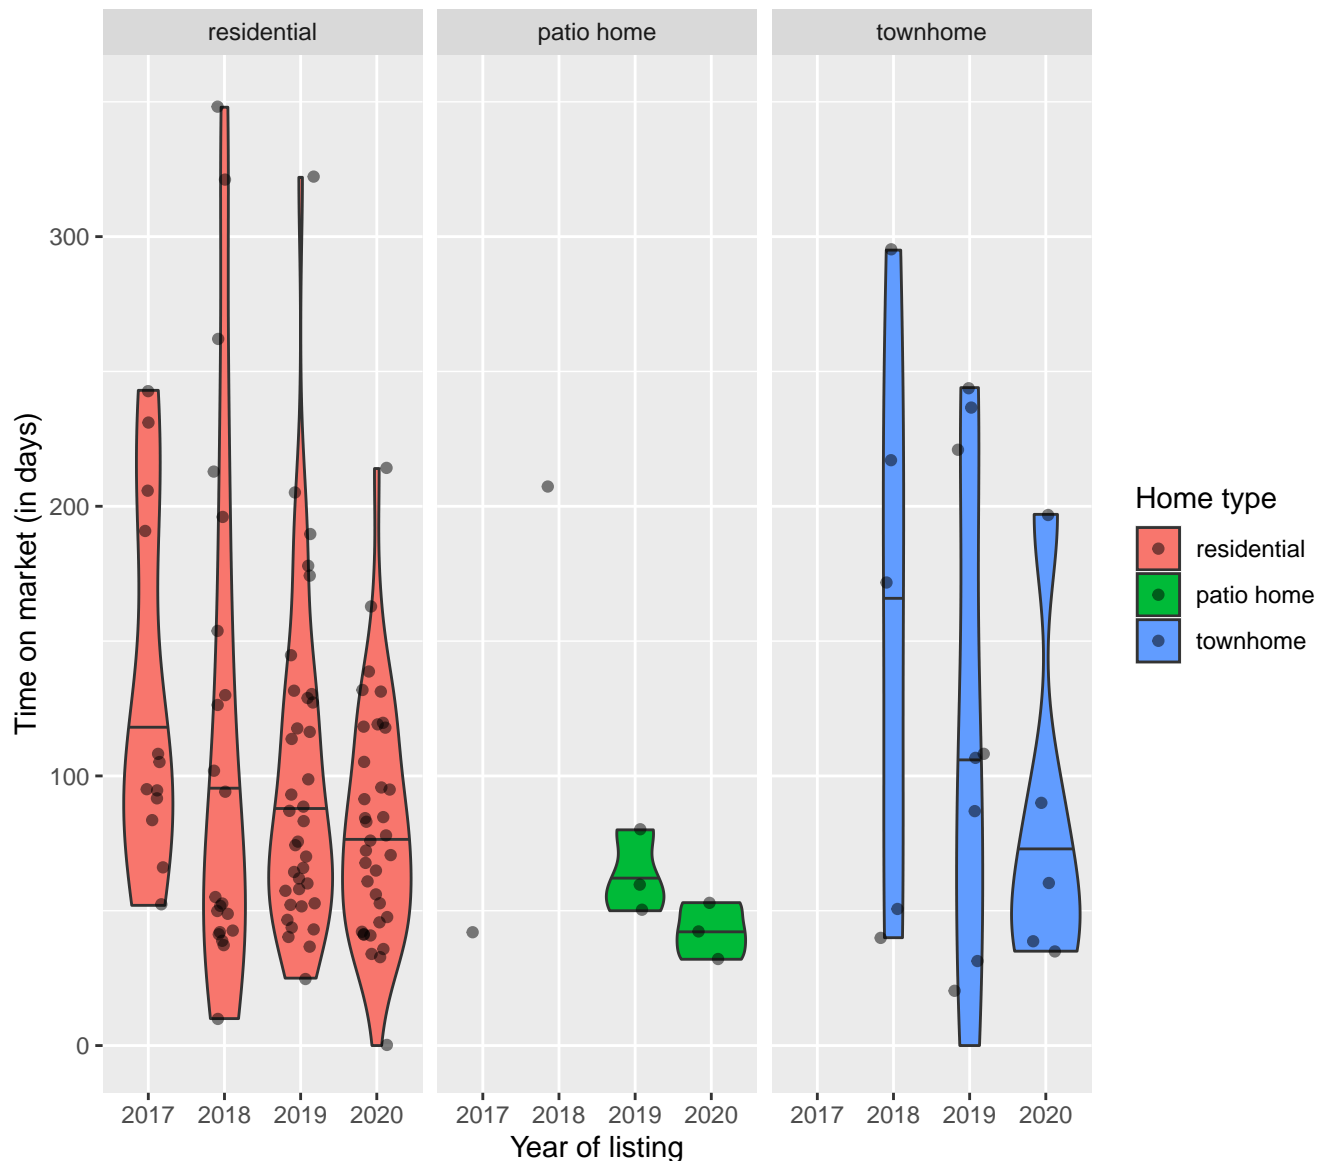 residential
patio home
townhome
Time on market (in days)
300
200
100
0
2017 2018 2019 2020
2017 2018 2019 2020
2017 2018 2019 2020
Year of listing
Home type
residential
patio home
townhome